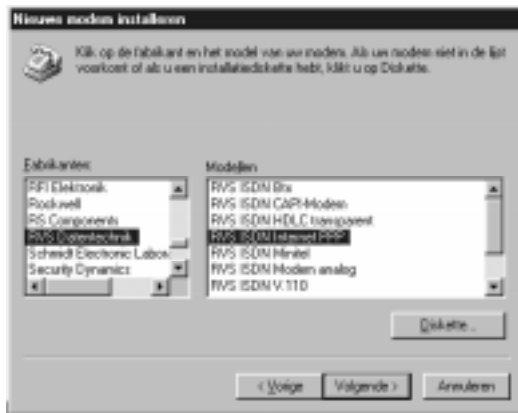 Nieuwe modem installeren
Klik op de fabrikant en het model van uw modem. Als uw modem niet in de lijst
voorkomt of als u een installatiediskette hebt, klikt u op Diskette.
Fabrikanten:
Modellen
RFI Elektronik
Rockwell
RS Components
RVS Datentechnik
Schmidt Electronic Labor
Security Dynamics
RVS ISDN Btx
RVS ISDN CAPI-Modem
RVS ISDN HDLC transparent
RVS ISDN Internet PPP
RVS ISDN Minitel
RVS ISDN Modem analog
RVS ISDN V.110
Diskette...
< Vorige
Volgende >
Annuleren